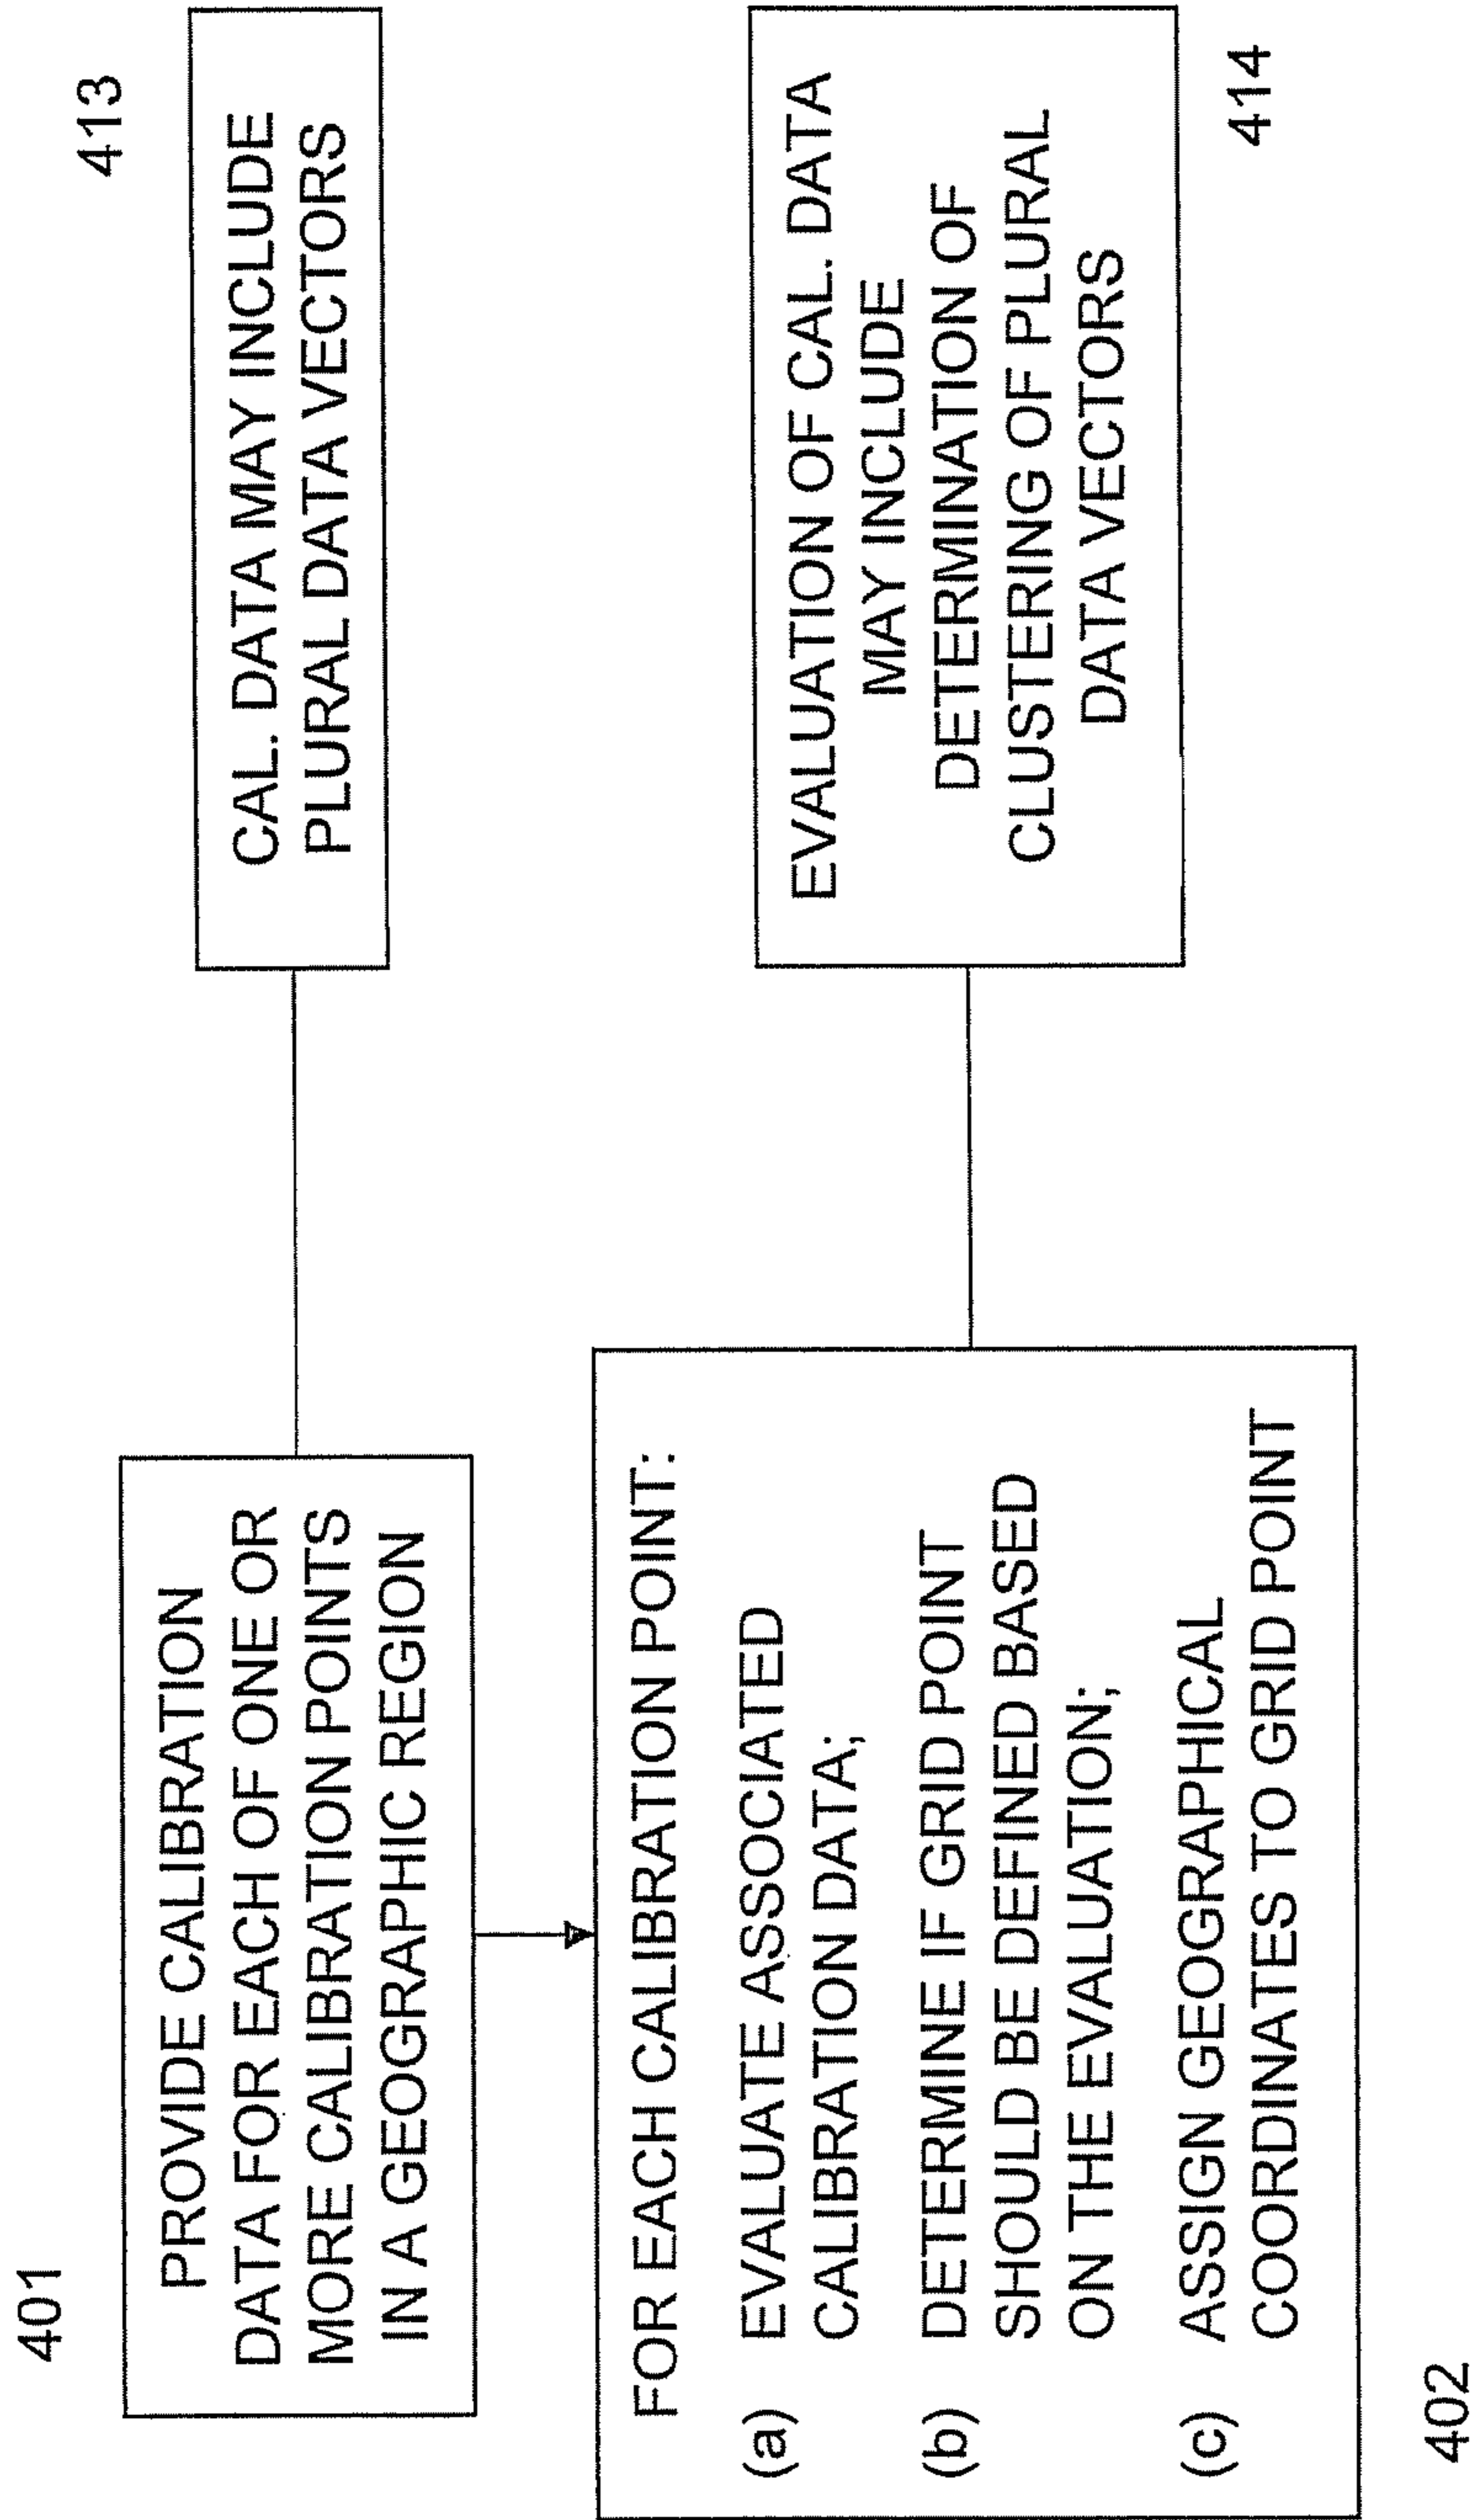 401
PROVIDE CALIBRATION
DATA FOR EACH OF ONE OR
MORE CALIBRATION POINTS
IN A GEOGRAPHIC REGION
413
CAL. DATA MAY INCLUDE
PLURAL DATA VECTORS
FOR EACH CALIBRATION POINT:
(a) EVALUATE ASSOCIATED
CALIBRATION DATA;
(b) DETERMINE IF GRID POINT
SHOULD BE DEFINED BASED
ON THE EVALUATION;
(c) ASSIGN GEOGRAPHICAL
COORDINATES TO GRID POINT
402
EVALUATION OF CAL. DATA
MAY INCLUDE
DETERMINATION OF
CLUSTERING OF PLURAL
DATA VECTORS
414